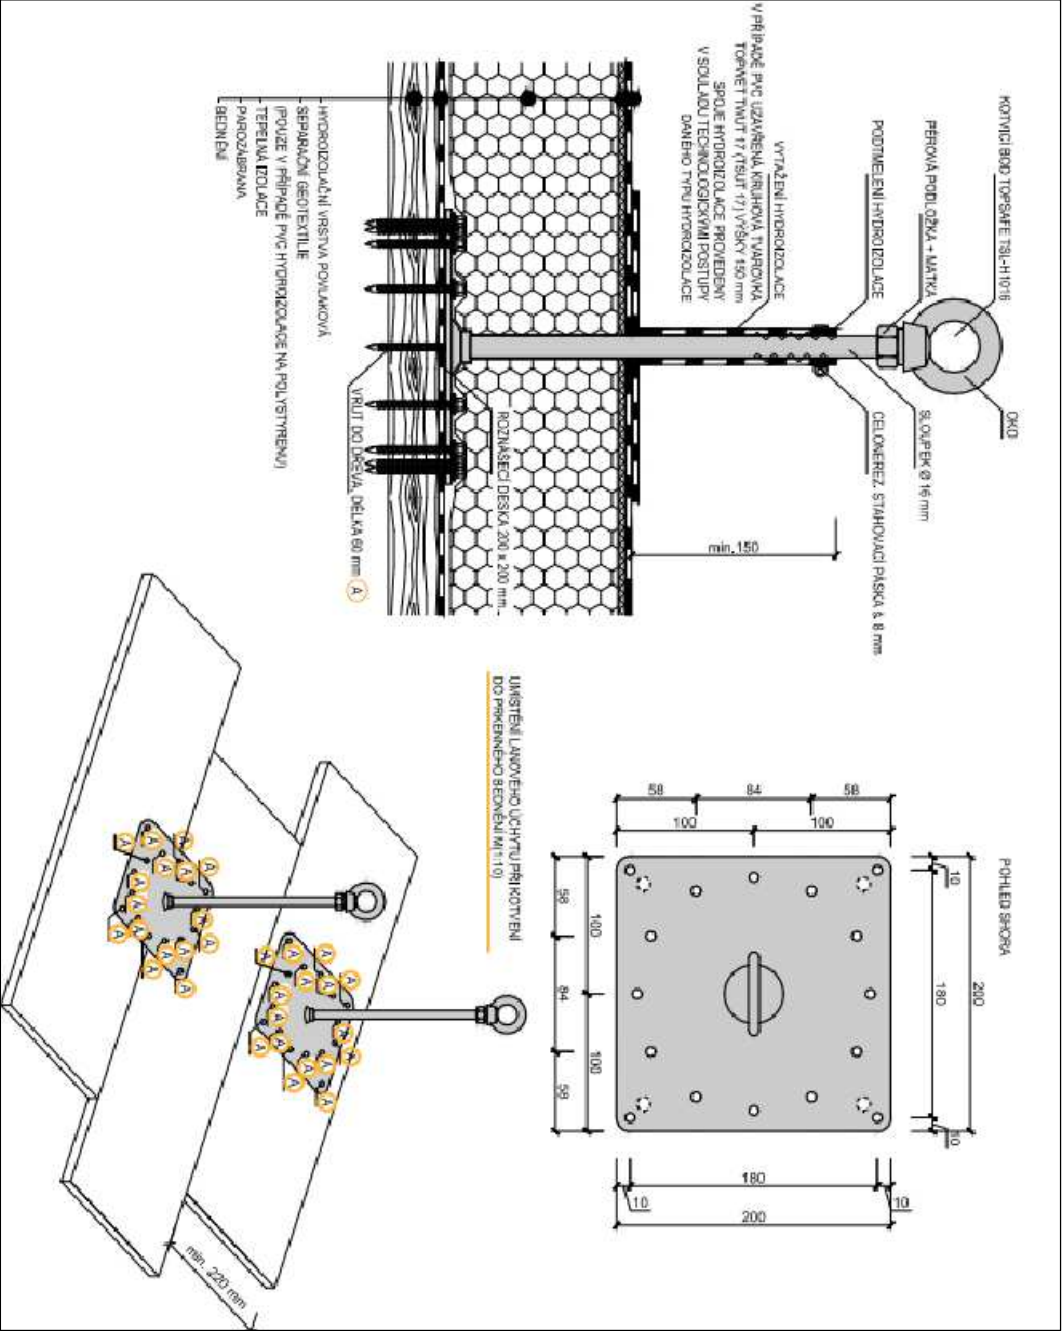 KOTVICÍ BOD TOPSAFE TSL-H1016
OKO
PÉROVÁ PODLOŽKA + MATKA
SLOUPEK Ø 16 mm
PODTMELENÍ HYDROIZOLACE
CELONEREZ. STAHOVACÍ PÁSKA š. 8 mm
VYTAŽENÍ HYDROIZOLACE
V PŘÍPADĚ PVC UZAVŘENÁ KRUHOVÁ TVAROVKA
TOPWET TWUT 17 (TSUT 17) VÝŠKY 150 mm
SPOJE HYDROIZOLACE PROVEDENY
V SOULADU TECHNOLOGICKÝMI POSTUPY
DANÉHO TYPU HYDROIZOLACE
min. 150
ROZNÁŠECÍ DESKA 200 x 200 mm
VRUT DO DŘEVA, DÉLKA 60 mm A
HYDROIZOLAČNÍ VRSTVA POVLAKOVÁ
SEPARAČNÍ GEOTEXTILIE
(POUZE V PŘÍPADĚ PVC HYDROIZOLACE NA POLYSTYRENU)
TEPELNÁ IZOLACE
PAROZÁBRANA
BEDNĚNÍ
POHLED SHORA
200
10 180 10
58 84 58
100 100
100 100
58 84 58
10 180 10
200
UMÍSTĚNÍ LANOVÉHO ÚCHYTU PŘI KOTVENÍ
DO PRKENNÉHO BEDNĚNÍ M(1:10)
A A A A A A A A A A A A A A A A
A A A A A A A A A A A A A A A A
min. 220 mm